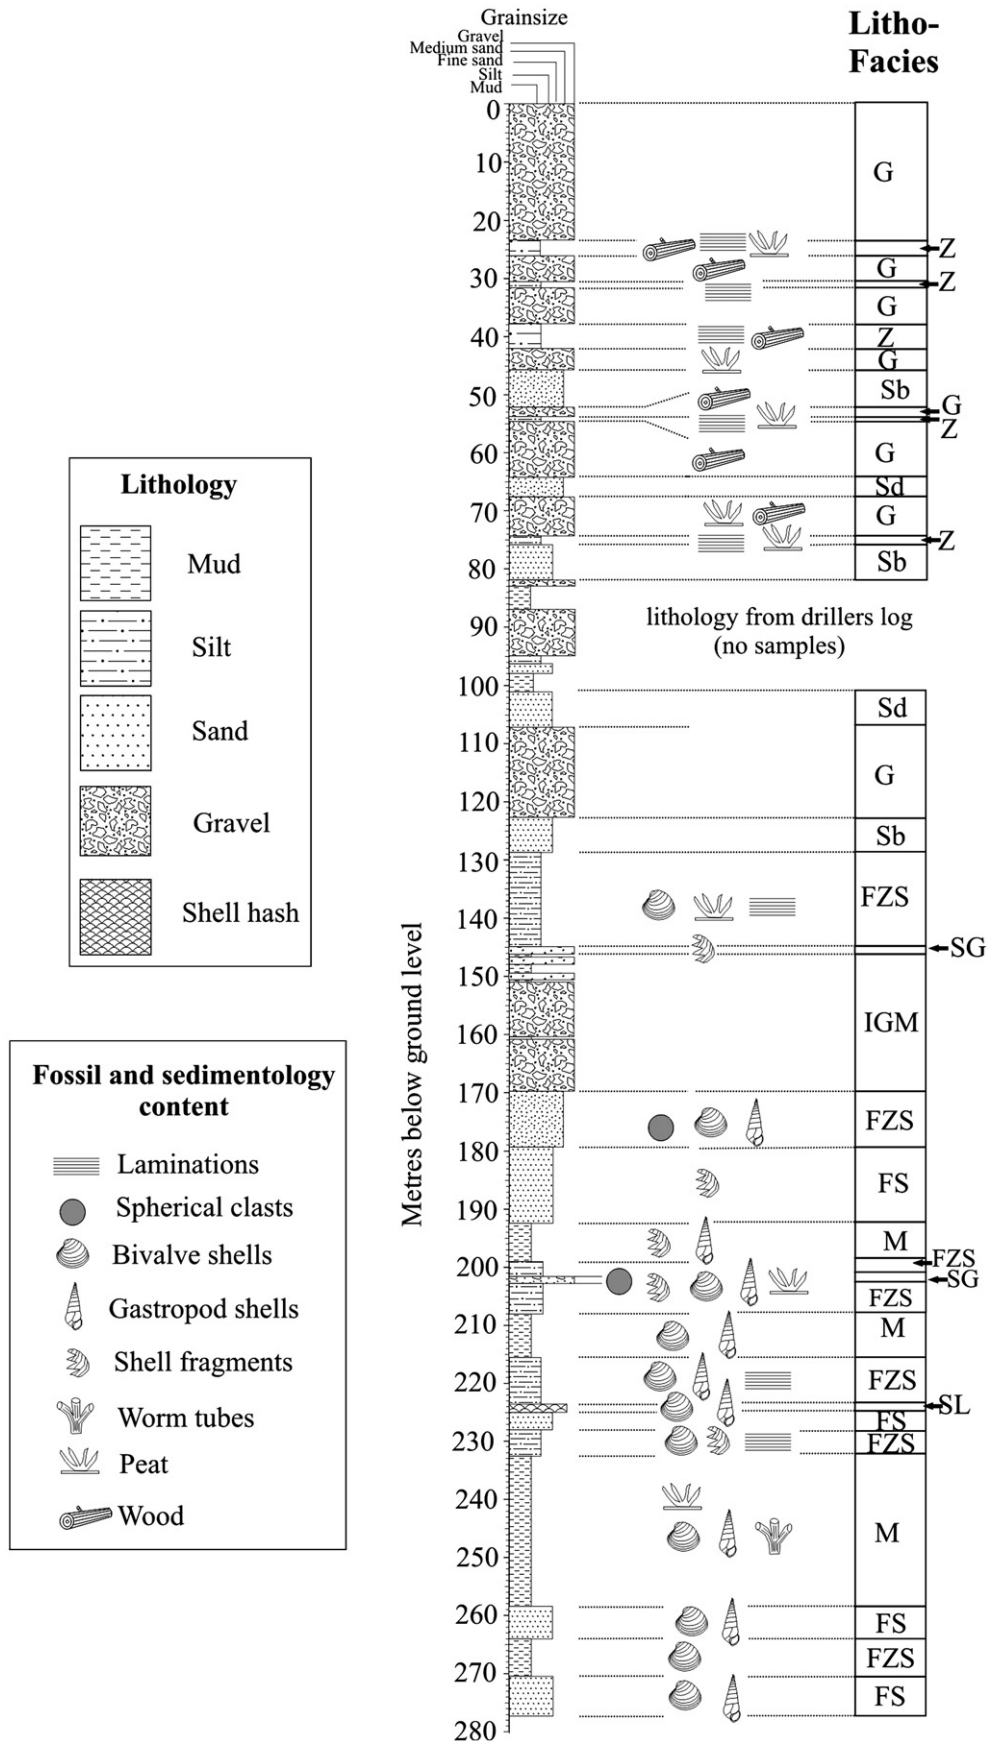 Grainsize
Gravel
Medium sand
Fine sand
Silt
Mud
Litho-
Facies
0
10
20
30
40
50
60
70
80
90
100
110
120
130
140
150
160
170
180
190
200
210
220
230
240
250
260
270
280
Metres below ground level
G
Z
G
Z
G
Z
G
Sb
G
Z
G
Sd
G
Z
Sb
lithology from drillers log
(no samples)
Sd
G
Sb
FZS
SG
IGM
FZS
FS
M
FZS
SG
FZS
M
FZS
SL
FS
FZS
M
FS
FZS
FS
Lithology
Mud
Silt
Sand
Gravel
Shell hash
Fossil and sedimentology
content
Laminations
Spherical clasts
Bivalve shells
Gastropod shells
Shell fragments
Worm tubes
Peat
Wood